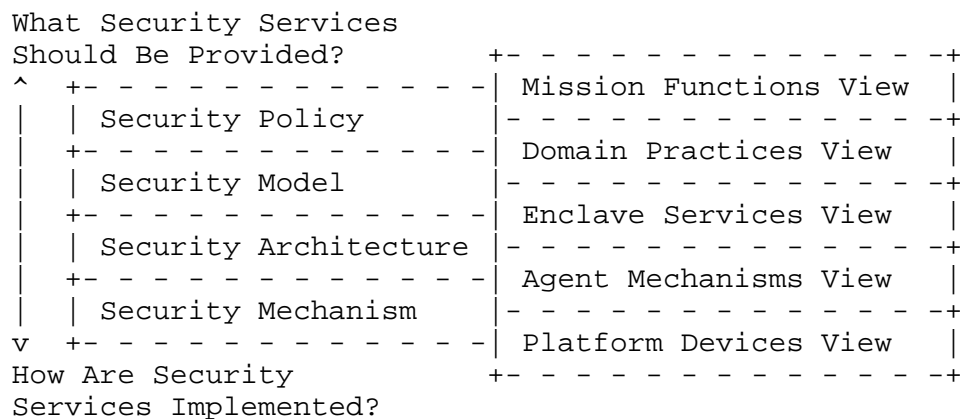 What Security Services
Should Be Provided?            +- - - - - - - - - - - - -+
^  +- - - - - - - - - - - -| Mission Functions View  |
|  | Security Policy       |- - - - - - - - - - - - -+
|  +- - - - - - - - - - - -| Domain Practices View   |
|  | Security Model        |- - - - - - - - - - - - -+
|  +- - - - - - - - - - - -| Enclave Services View   |
|  | Security Architecture |- - - - - - - - - - - - -+
|  +- - - - - - - - - - - -| Agent Mechanisms View   |
|  | Security Mechanism    |- - - - - - - - - - - - -+
v  +- - - - - - - - - - - -| Platform Devices View   |
How Are Security           +- - - - - - - - - - - - -+
Services Implemented?